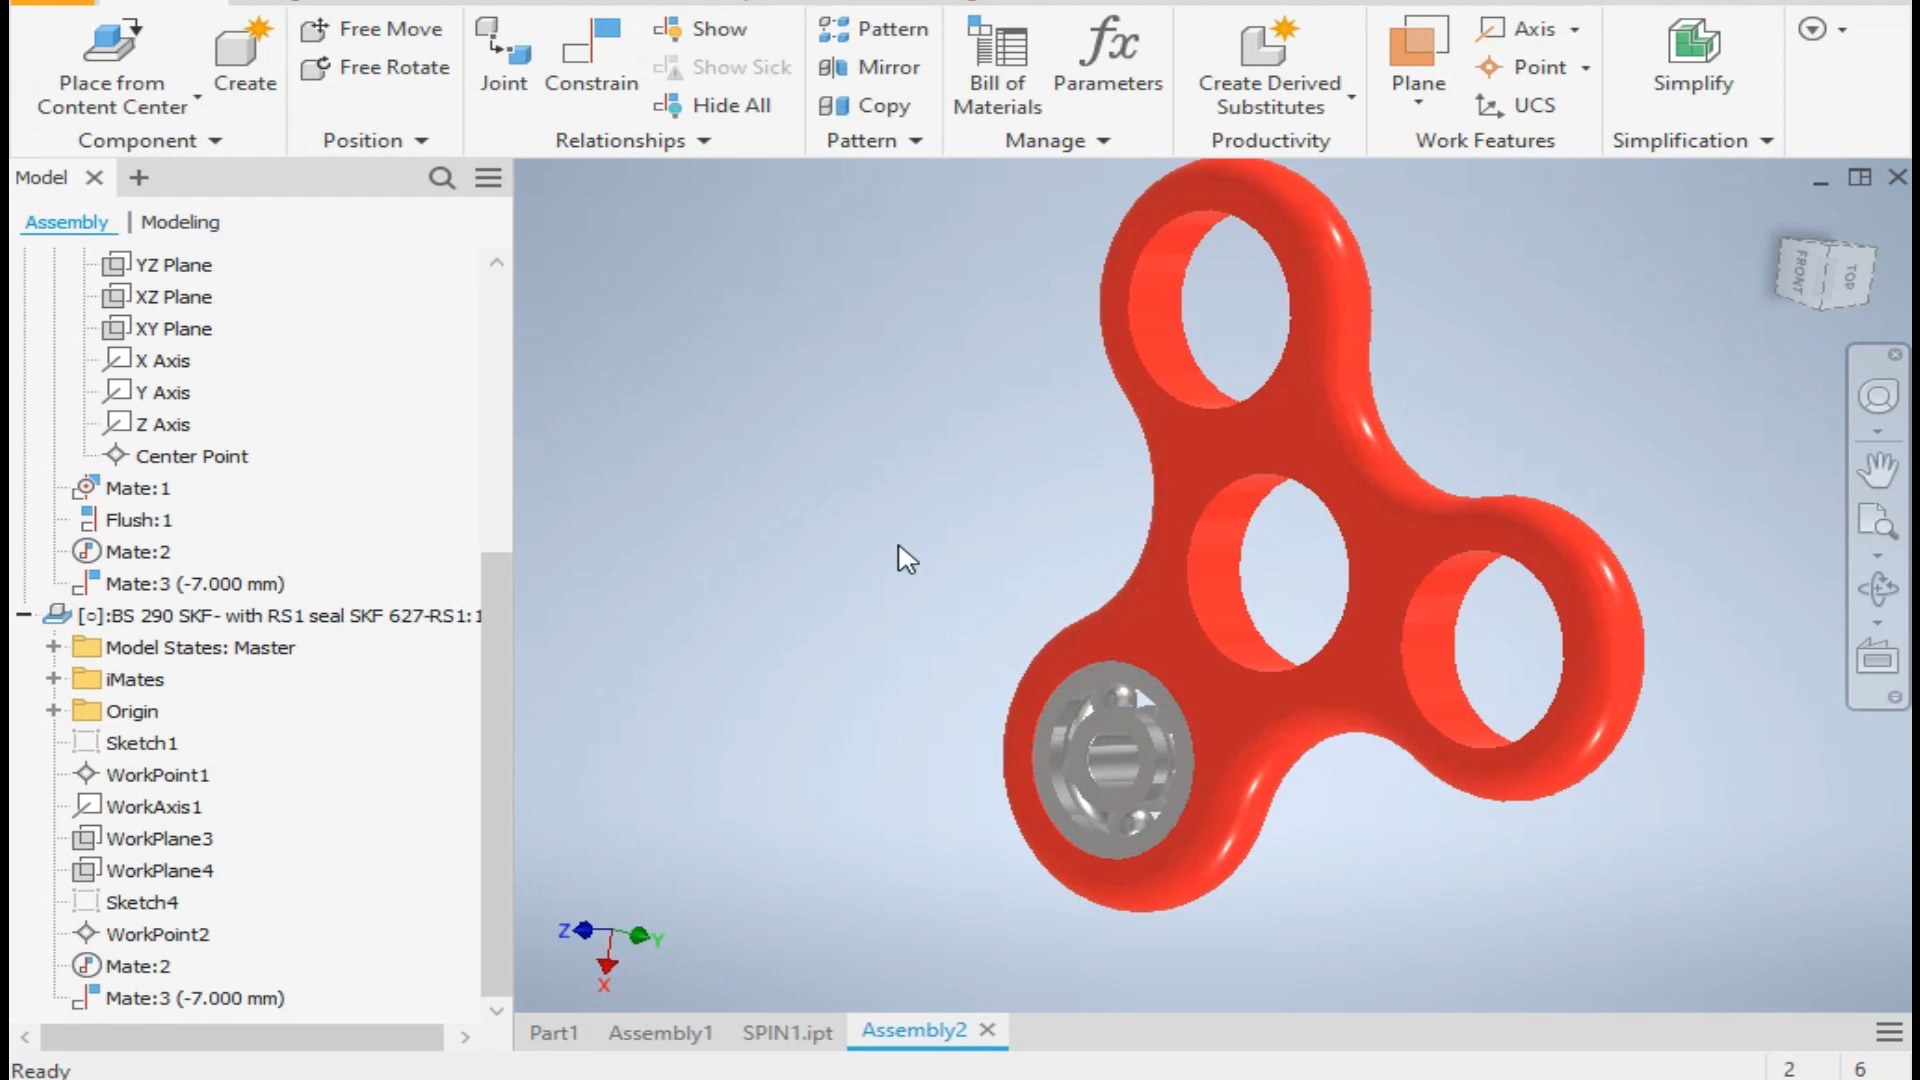 Place from
Content Center
Create
Component
Free Move
Free Rotate
Position
Joint
Constrain
Show
Show Sick
Hide All
Relationships
Pattern
Mirror
Copy
Pattern
Bill of
Materials
fx
Parameters
Manage
Create Derived
Substitutes
Productivity
Plane
Axis
Point
UCS
Work Features
Simplify
Simplification
Model
Assembly | Modeling
YZ Plane
XZ Plane
XY Plane
X Axis
Y Axis
Z Axis
Center Point
Mate:1
Flush:1
Mate:2
Mate:3 (-7.000 mm)
[○]:BS 290 SKF- with RS1 seal SKF 627-RS1:1
Model States: Master
iMates
Origin
Sketch1
WorkPoint1
WorkAxis1
WorkPlane3
WorkPlane4
Sketch4
WorkPoint2
Mate:2
Mate:3 (-7.000 mm)
FRONT
TOP
Z
Y
X
Part1
Assembly1
SPIN1.ipt
Assembly2
Ready
2
6